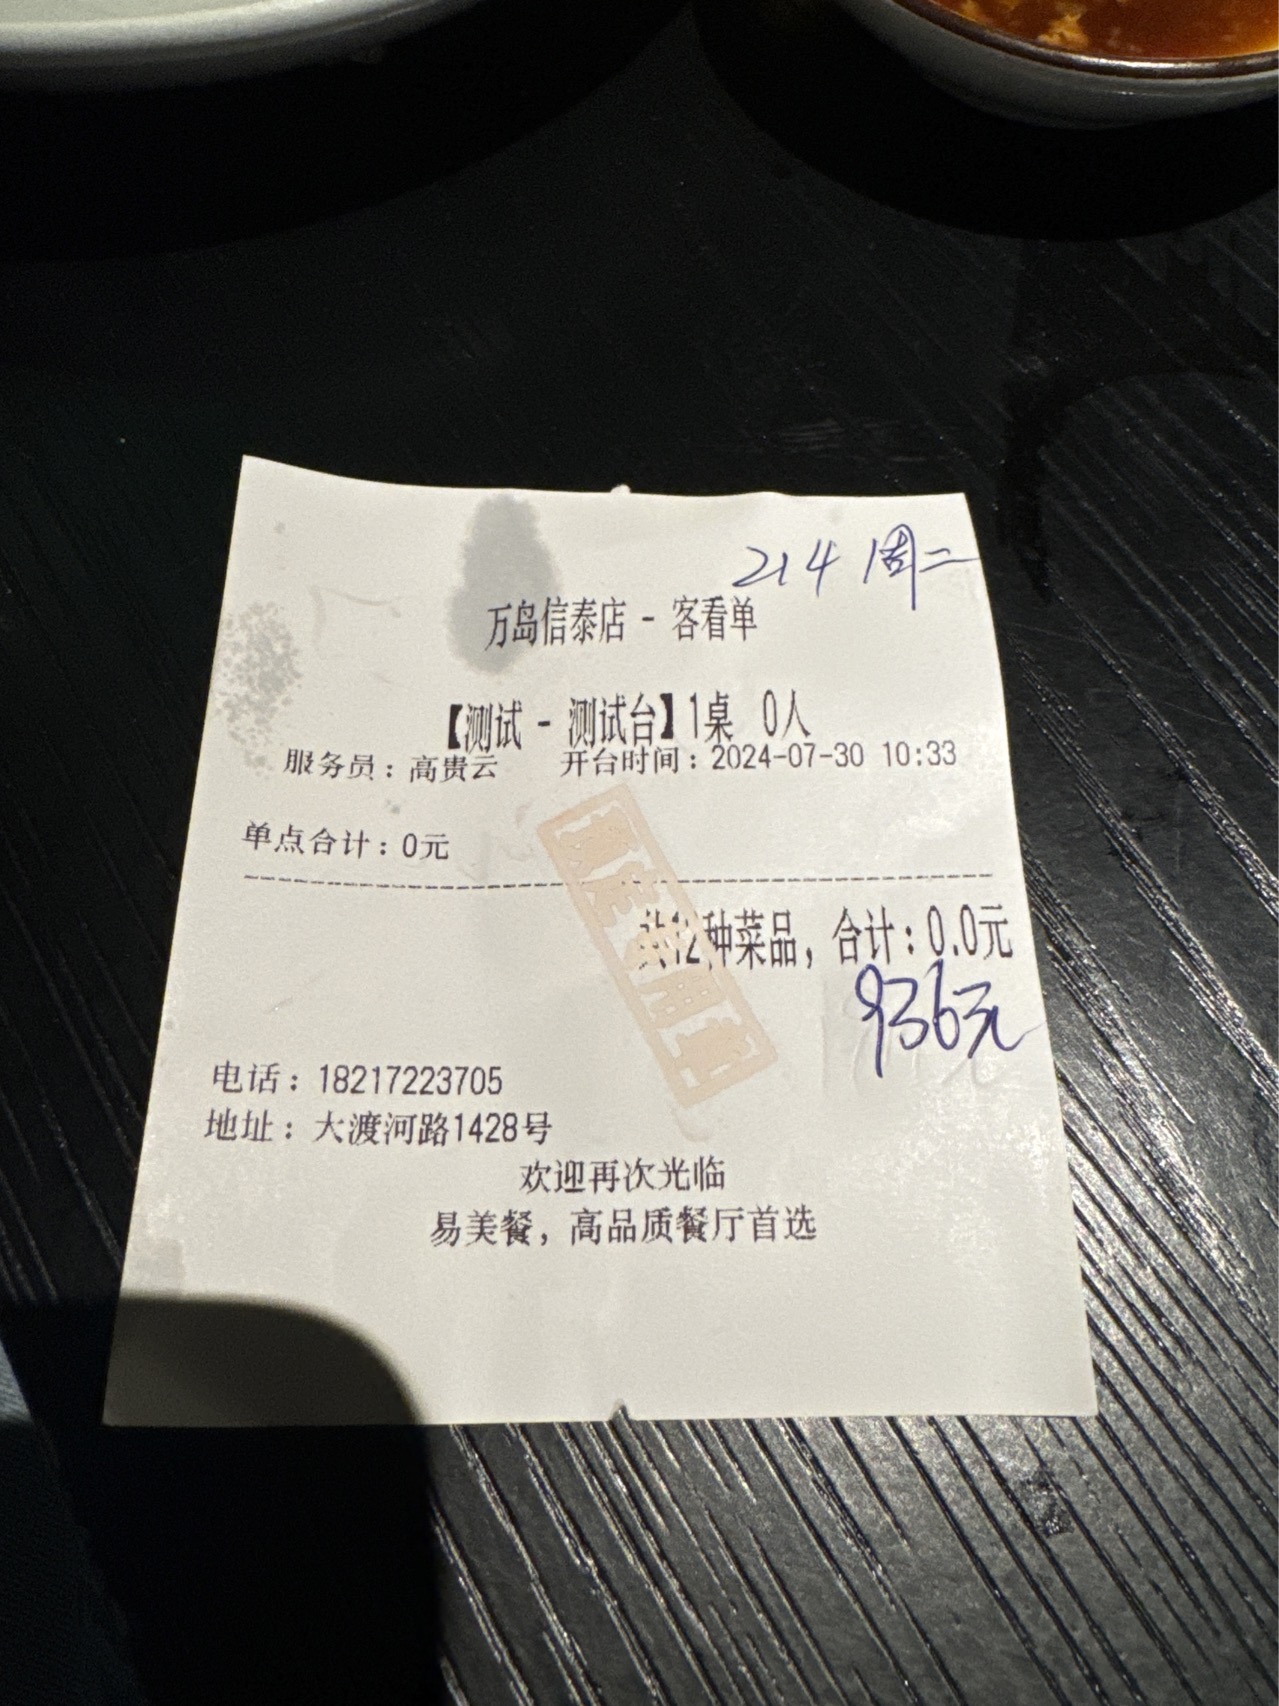 214 周二
万岛信泰店 - 客看单
【测试 - 测试台】1桌 0人
服务员：高贵云 开台时间：2024-07-30 10:33
单点合计：0元
共12种菜品，合计：0.0元
936元
电话：18217223705
地址：大渡河路1428号
欢迎再次光临
易美餐，高品质餐厅首选